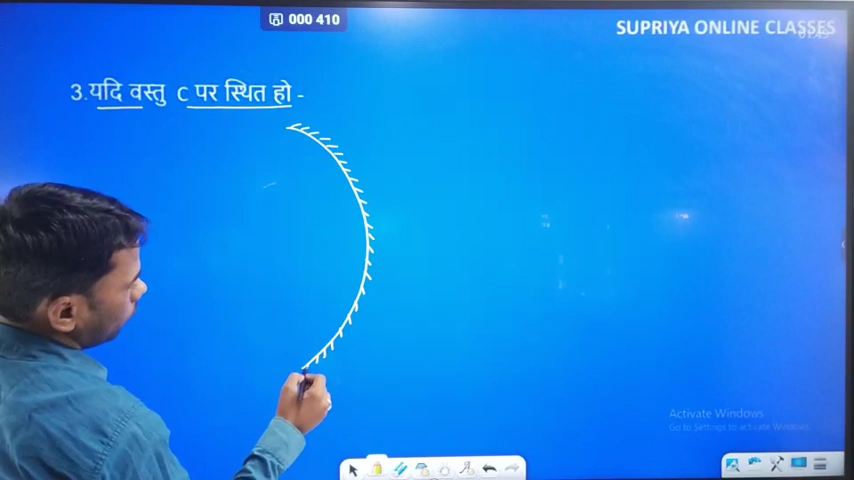 000 410
SUPRIYA ONLINE CLASSES
3.यदि वस्तु C पर स्थित हो -
Activate Windows
Go to Settings to activate Windows.